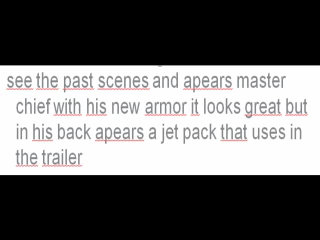 see the past scenes and apears master
chief with his new armor it looks great but
in his back apears a jet pack that uses in
the trailer